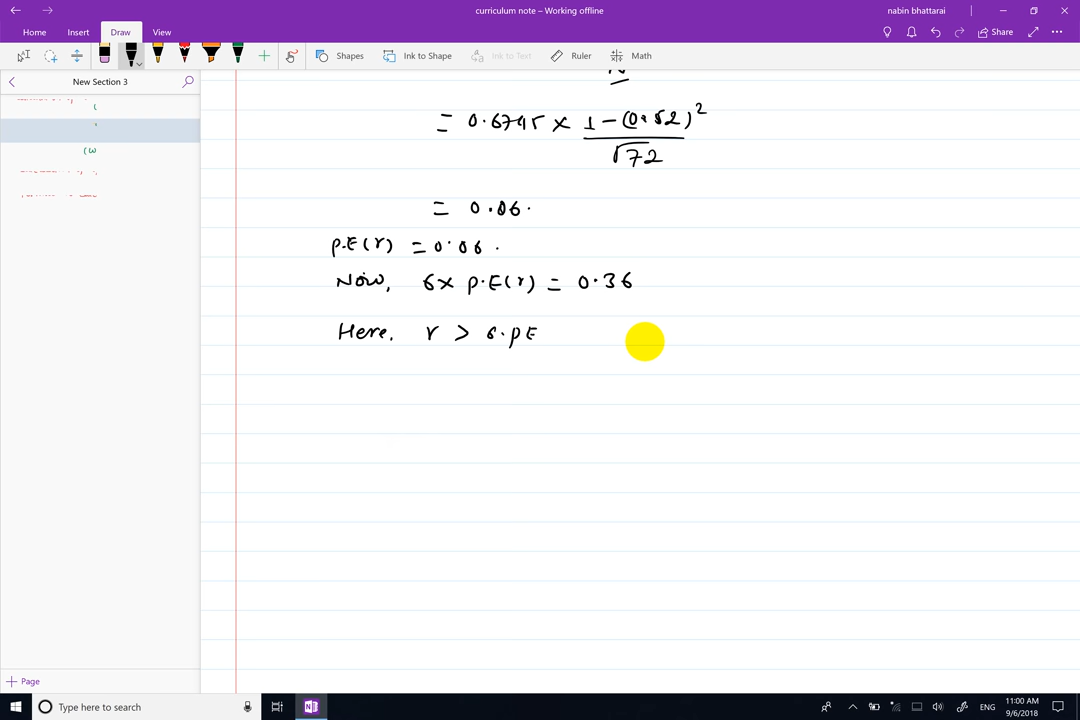 curriculum note – Working offline
nabin bhattarai
Home Insert Draw View
Share
Shapes Ink to Shape Ink to Text Ruler Math
New Section 3
= 0.6745 × 1 - (0.52)²
√72
= 0.06.
P.E(r) = 0.06.
Now, 6× P.E(r) = 0.36
Here, r > 6.PE
(w
+ Page
Type here to search
ENG
11:00 AM
9/6/2018